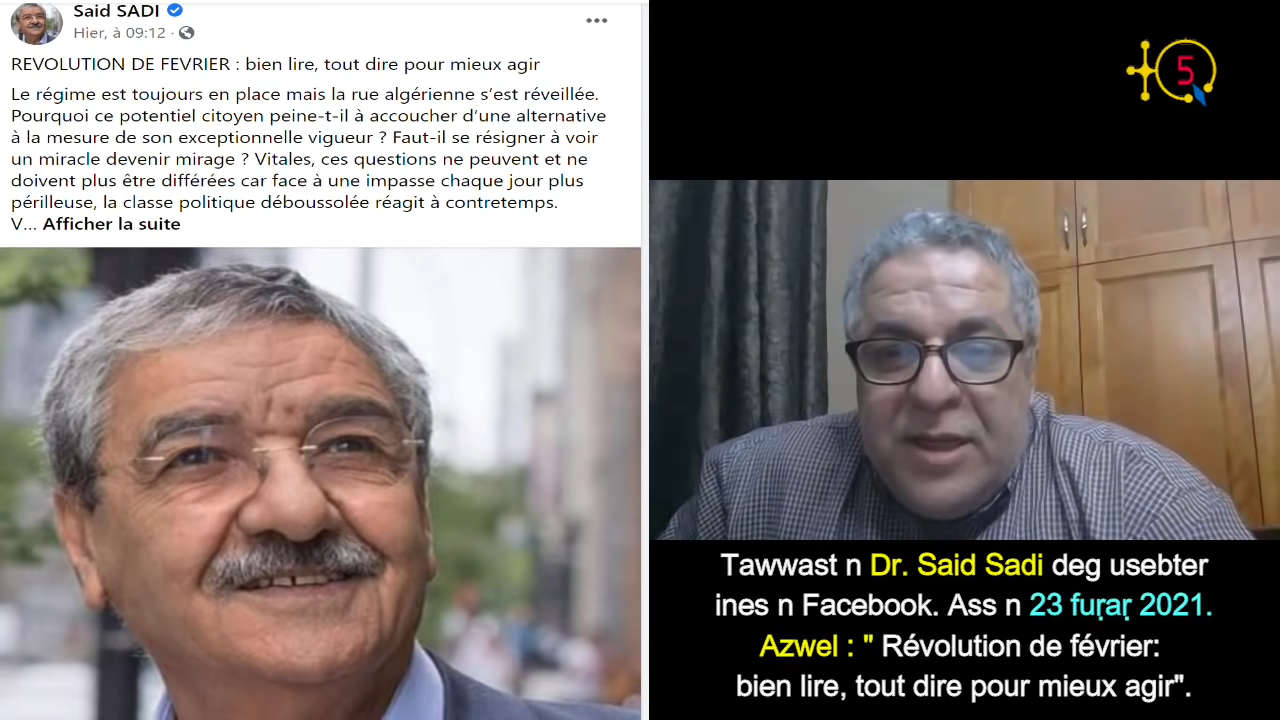 Said SADI
Hier, à 09:12 ·
REVOLUTION DE FEVRIER : bien lire, tout dire pour mieux agir
Le régime est toujours en place mais la rue algérienne s’est réveillée.
Pourquoi ce potentiel citoyen peine-t-il à accoucher d’une alternative
à la mesure de son exceptionnelle vigueur ? Faut-il se résigner à voir
un miracle devenir mirage ? Vitales, ces questions ne peuvent et ne
doivent plus être différées car face à une impasse chaque jour plus
périlleuse, la classe politique déboussolée réagit à contretemps.
V... Afficher la suite
5
Tawwast n Dr. Said Sadi deg usebter
ines n Facebook. Ass n 23 fuṛaṛ 2021.
Azwel : " Révolution de février:
bien lire, tout dire pour mieux agir".